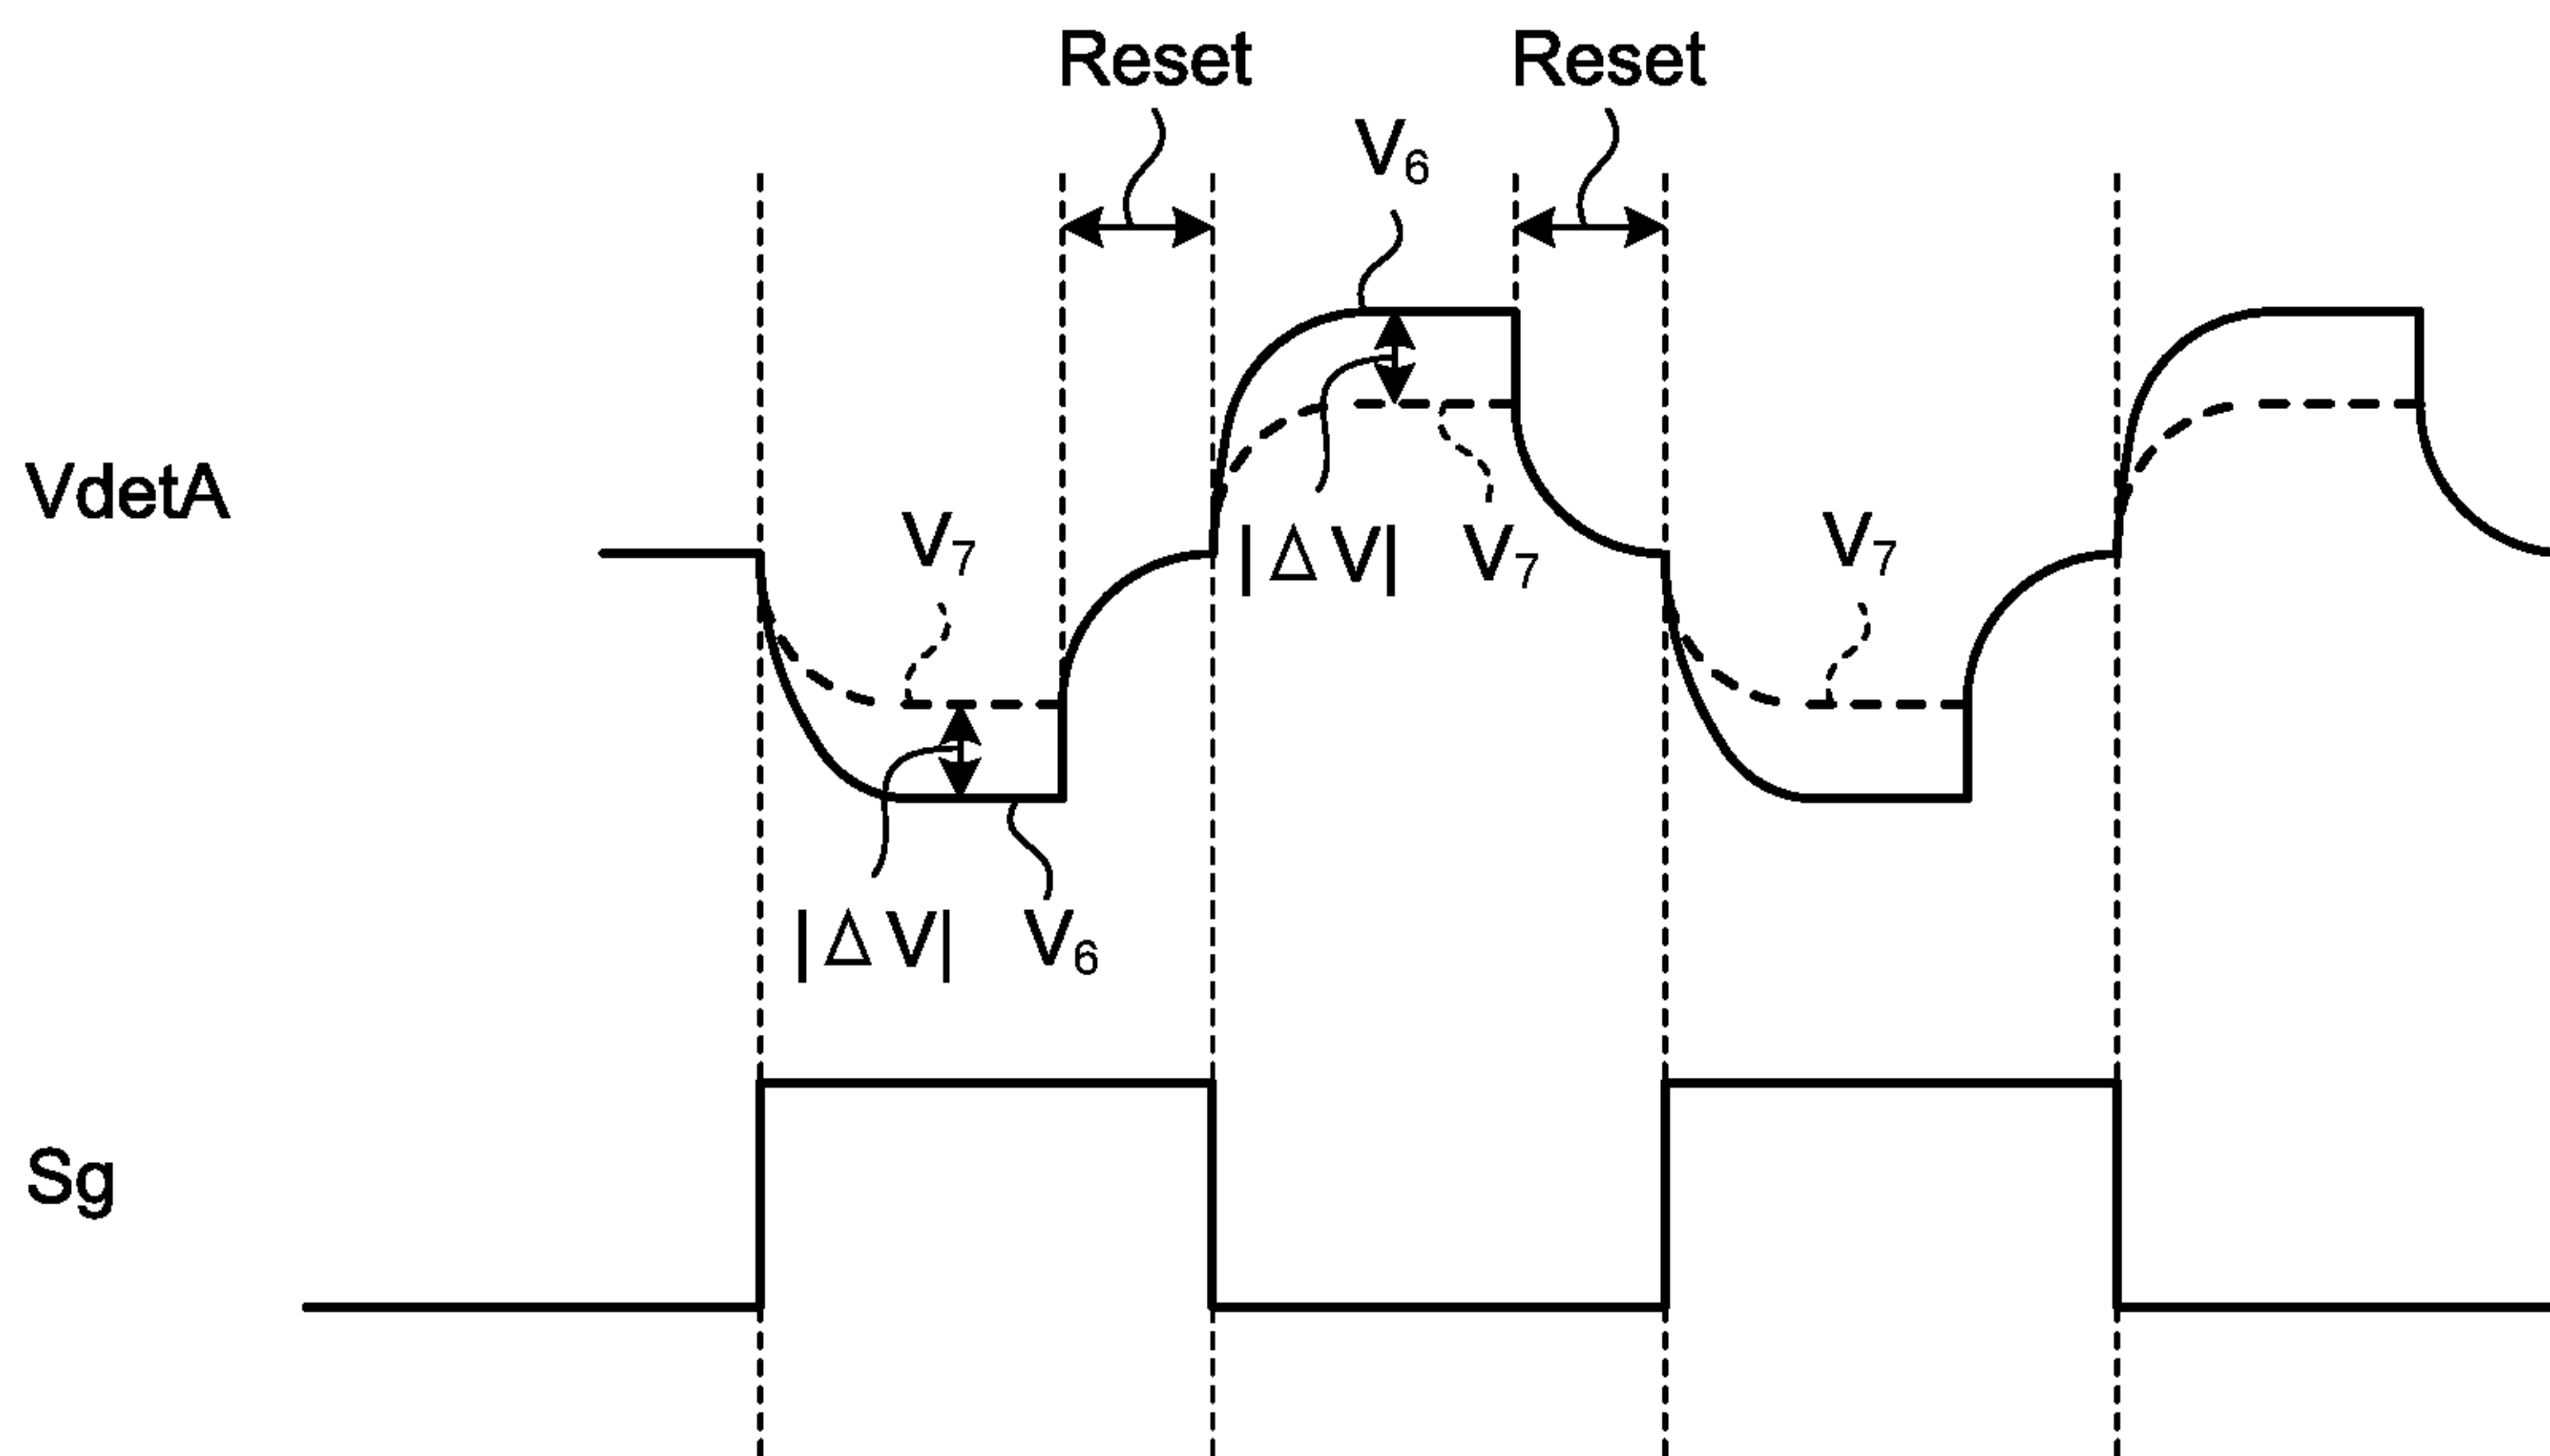 Reset
Reset
V₆
VdetA
V₇
|ΔV|
V₇
V₇
|ΔV|
V₆
Sg